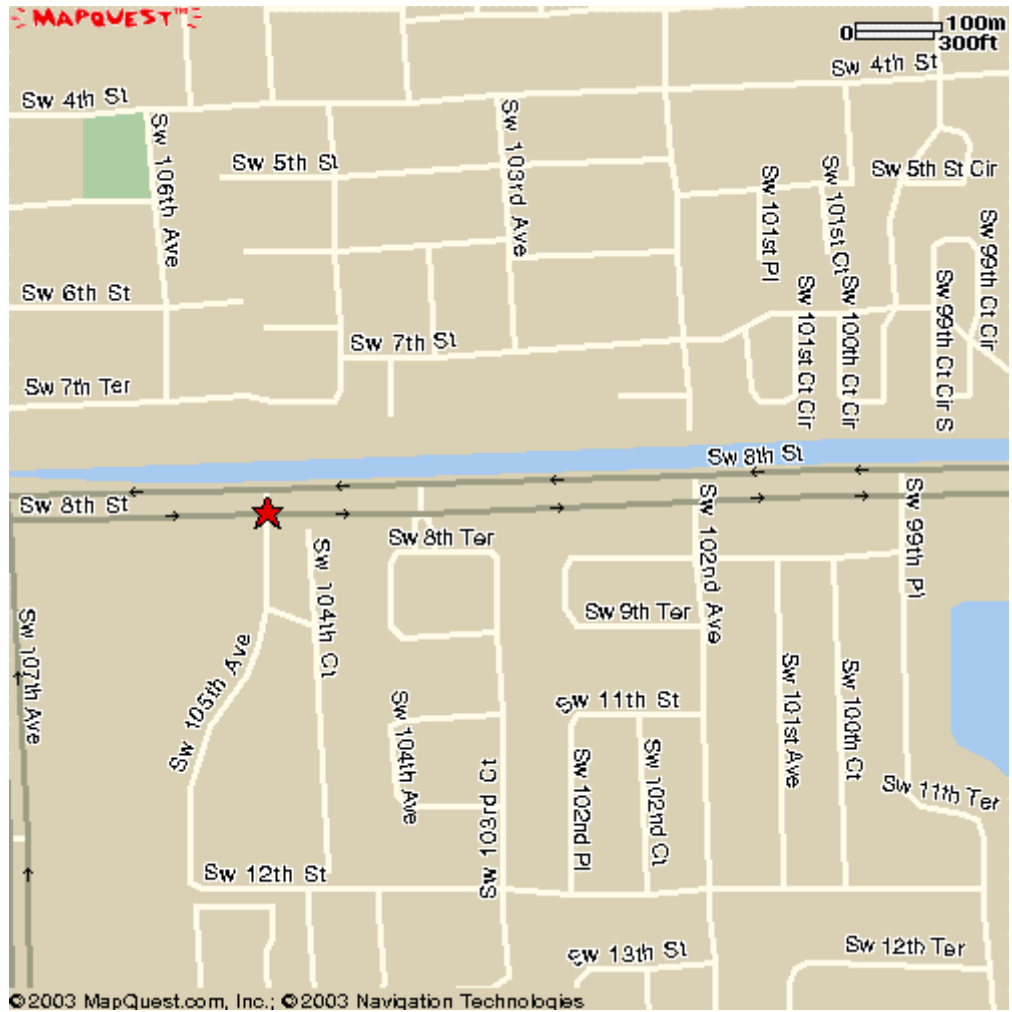 MAPQUEST™
0 100m
300ft
Sw 4th St
Sw 4th St
Sw 106th Ave
Sw 5th St
Sw 103rd Ave
Sw 101st Pl
Sw 101st Ct
Sw 5th St Cir
Sw 99th Ct Cir
Sw 6th St
Sw 7th St
Sw 101st Ct Cir
Sw 100th Ct Cir
Sw 99th Ct Cir S
Sw 7th Ter
Sw 8th St
Sw 8th St
Sw 8th Ter
Sw 104th Ct
Sw 102nd Ave
Sw 99th Pl
Sw 107th Ave
Sw 105th Ave
Sw 9th Ter
Sw 11th St
Sw 104th Ave
Sw 103rd Ct
Sw 102nd Pl
Sw 102nd Ct
Sw 101st Ave
Sw 100th Ct
Sw 11th Ter
Sw 12th St
Sw 13th St
Sw 12th Ter
©2003 MapQuest.com, Inc.; ©2003 Navigation Technologies